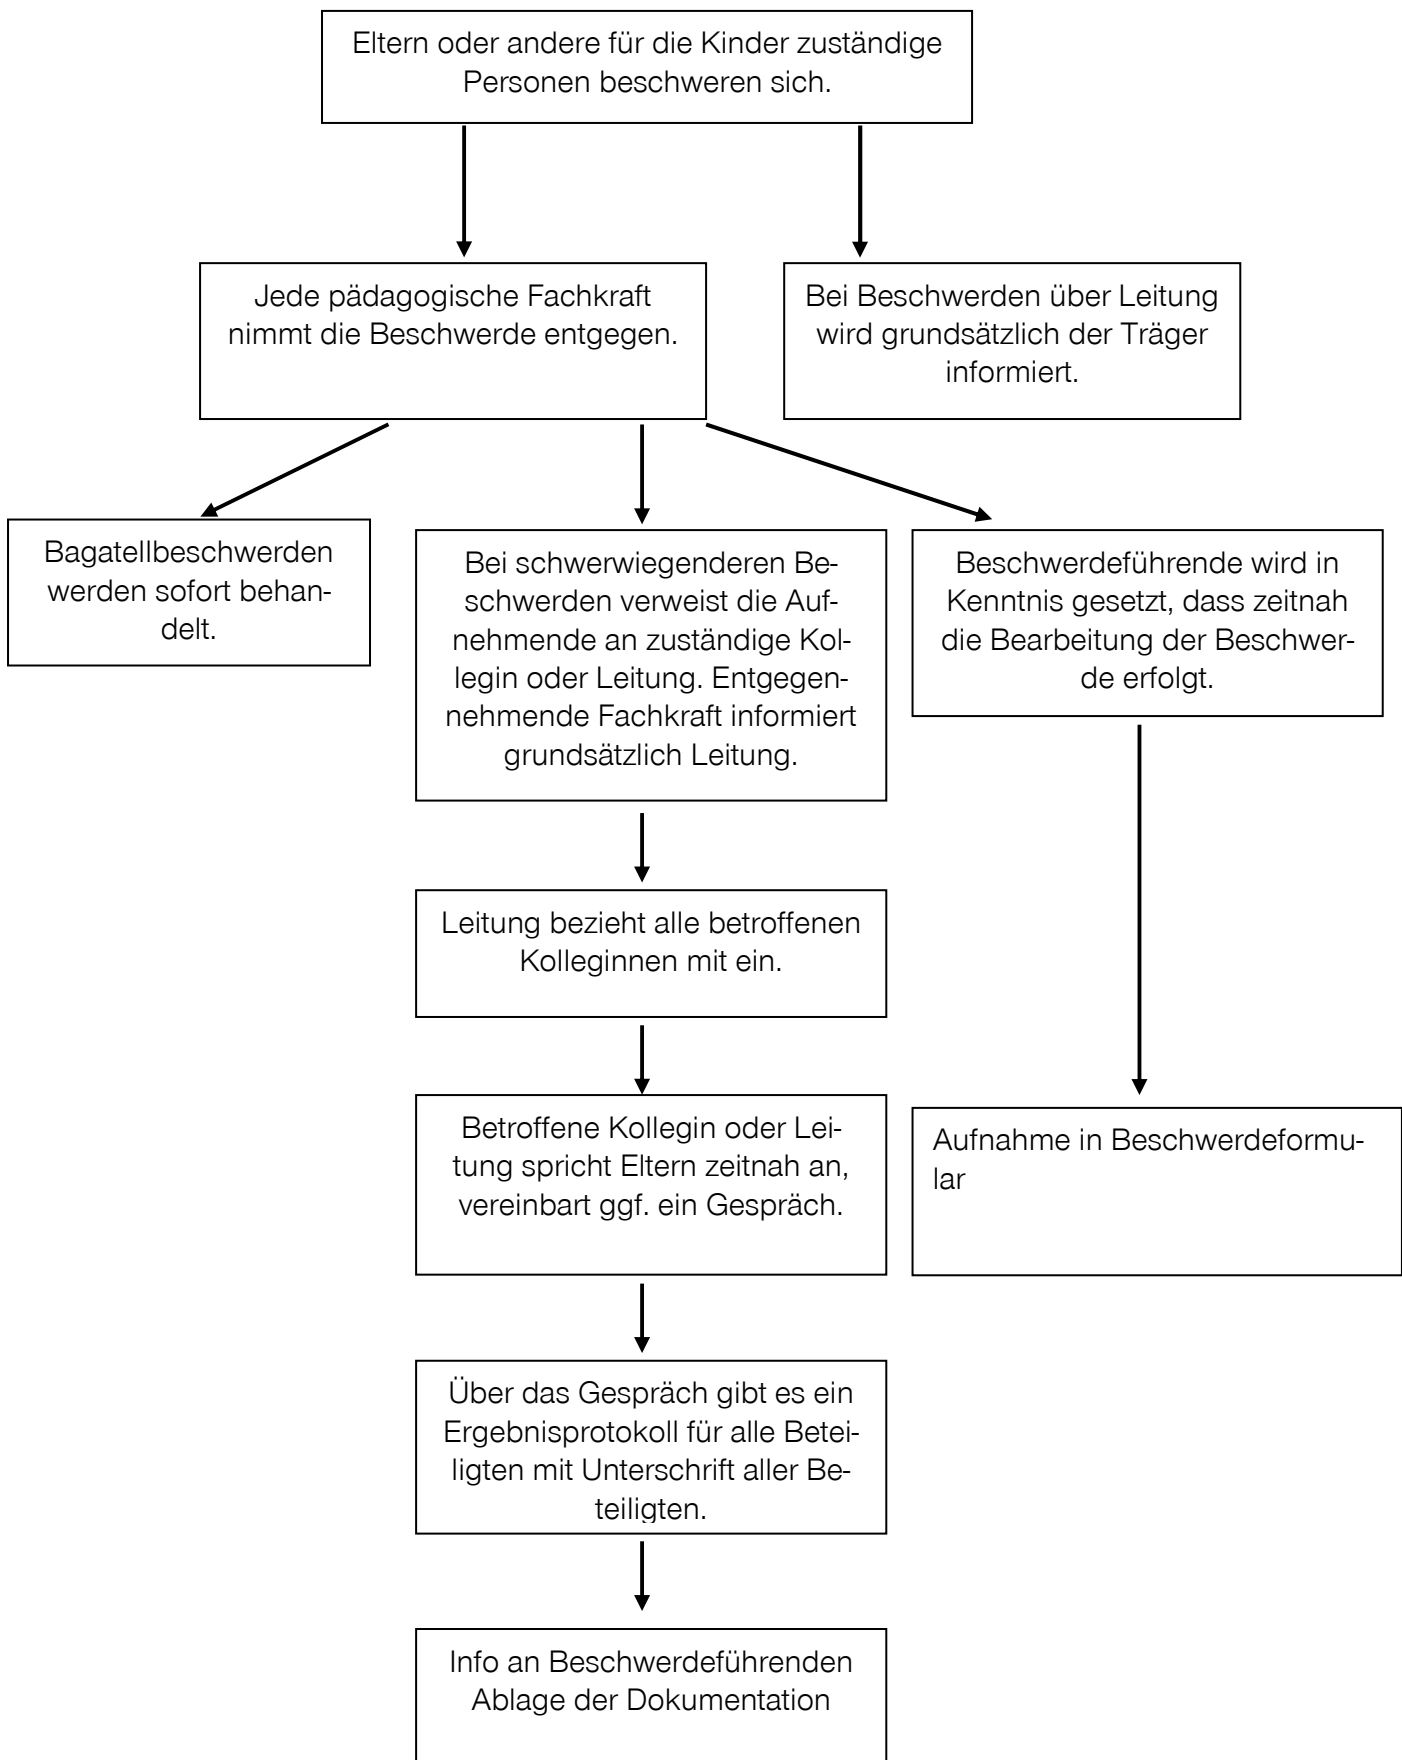 Eltern oder andere für die Kinder zuständige
Personen beschweren sich.
Jede pädagogische Fachkraft
nimmt die Beschwerde entgegen.
Bei Beschwerden über Leitung
wird grundsätzlich der Träger
informiert.
Bagatellbeschwerden
werden sofort behan-
delt.
Bei schwerwiegenderen Be-
schwerden verweist die Auf-
nehmende an zuständige Kol-
legin oder Leitung. Entgegen-
nehmende Fachkraft informiert
grundsätzlich Leitung.
Beschwerdeführende wird in
Kenntnis gesetzt, dass zeitnah
die Bearbeitung der Beschwer-
de erfolgt.
Leitung bezieht alle betroffenen
Kolleginnen mit ein.
Betroffene Kollegin oder Lei-
tung spricht Eltern zeitnah an,
vereinbart ggf. ein Gespräch.
Aufnahme in Beschwerdeformu-
lar
Über das Gespräch gibt es ein
Ergebnisprotokoll für alle Betei-
ligten mit Unterschrift aller Be-
teiligten.
Info an Beschwerdeführenden
Ablage der Dokumentation